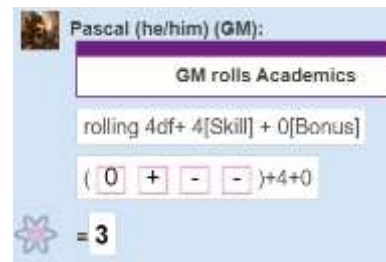 Pascal (he/him) (GM):
GM rolls Academics
rolling 4df+ 4[Skill] + 0[Bonus]
( 0 + - - )+4+0
= 3